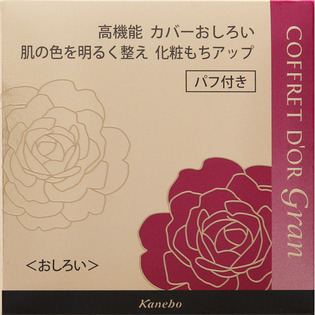 高機能 カバーおしろい
肌の色を明るく整え 化粧もちアップ
パフ付き
COFFRET D'OR Gran
<おしろい>
Kanebo